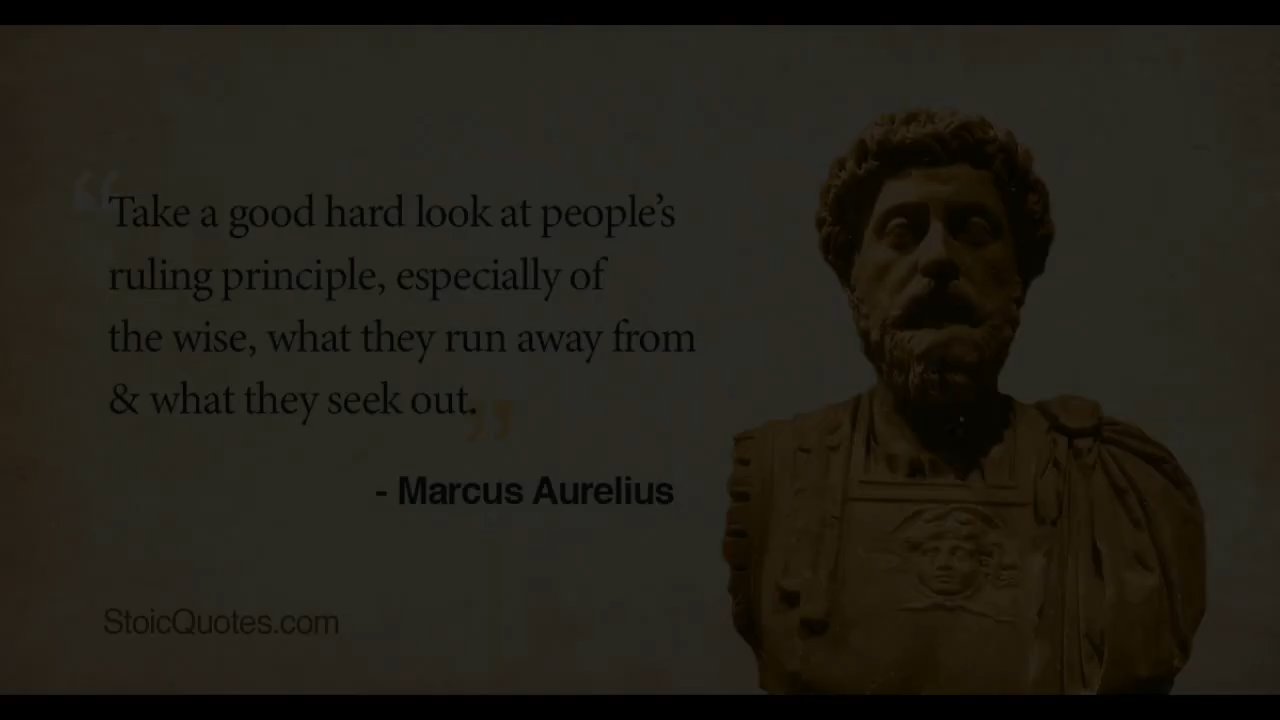 “Take a good hard look at people’s
ruling principle, especially of
the wise, what they run away from
& what they seek out.”
- Marcus Aurelius
StoicQuotes.com